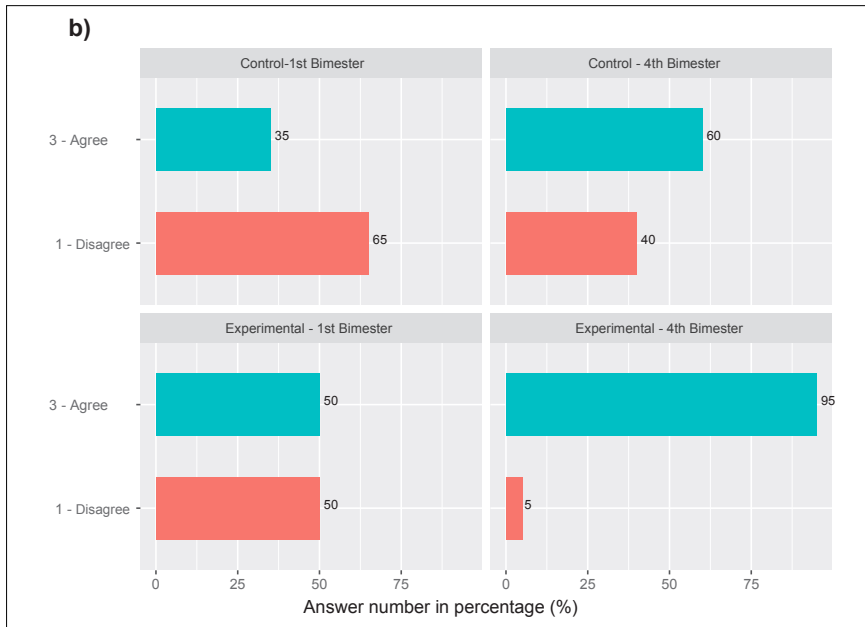 b)
Control-1st Bimester
Control - 4th Bimester
3 - Agree
35
60
1 - Disagree
65
40
Experimental - 1st Bimester
Experimental - 4th Bimester
3 - Agree
50
95
1 - Disagree
50
5
0 25 50 75
0 25 50 75
Answer number in percentage (%)